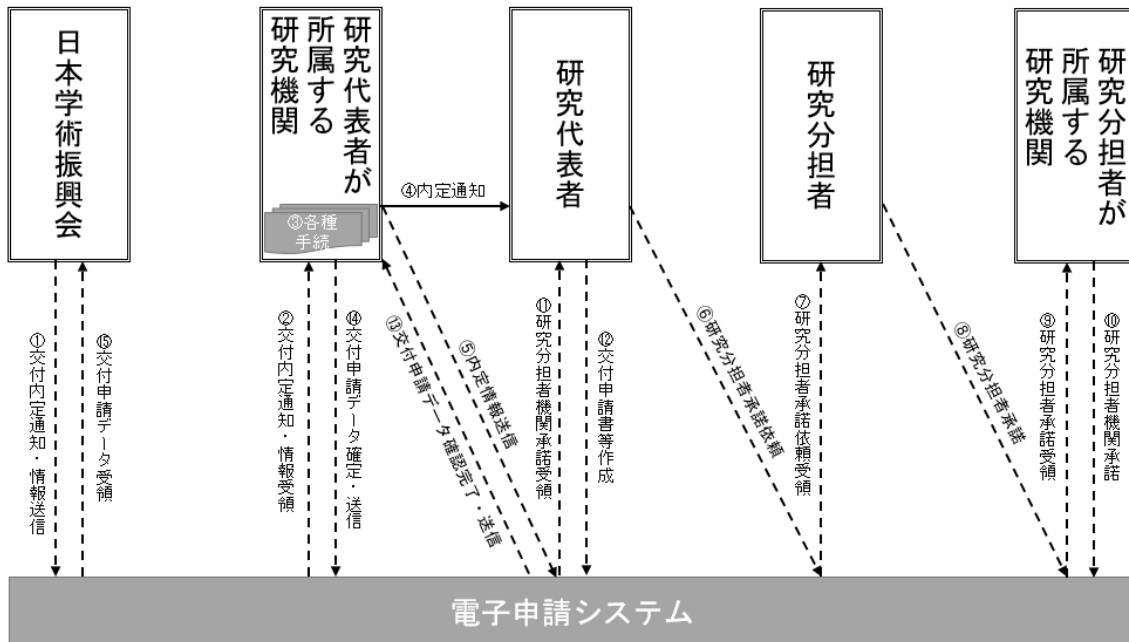 日本学術振興会
研究代表者が
所属する
研究機関
③各種
手続
④内定通知
研究代表者
研究分担者
研究分担者が
所属する
研究機関
①交付内定通知・情報送信
⑮交付申請データ受領
②交付内定通知・情報受領
⑭交付申請データ確定・送信
⑬交付申請データ確認完了・送信
⑤内定情報送信
⑪研究分担者機関承諾受領
⑫交付申請書等作成
⑥研究分担者承諾依頼
⑦研究分担者承諾依頼受領
⑧研究分担者承諾
⑨研究分担者承諾受領
⑩研究分担者機関承諾
電子申請システム